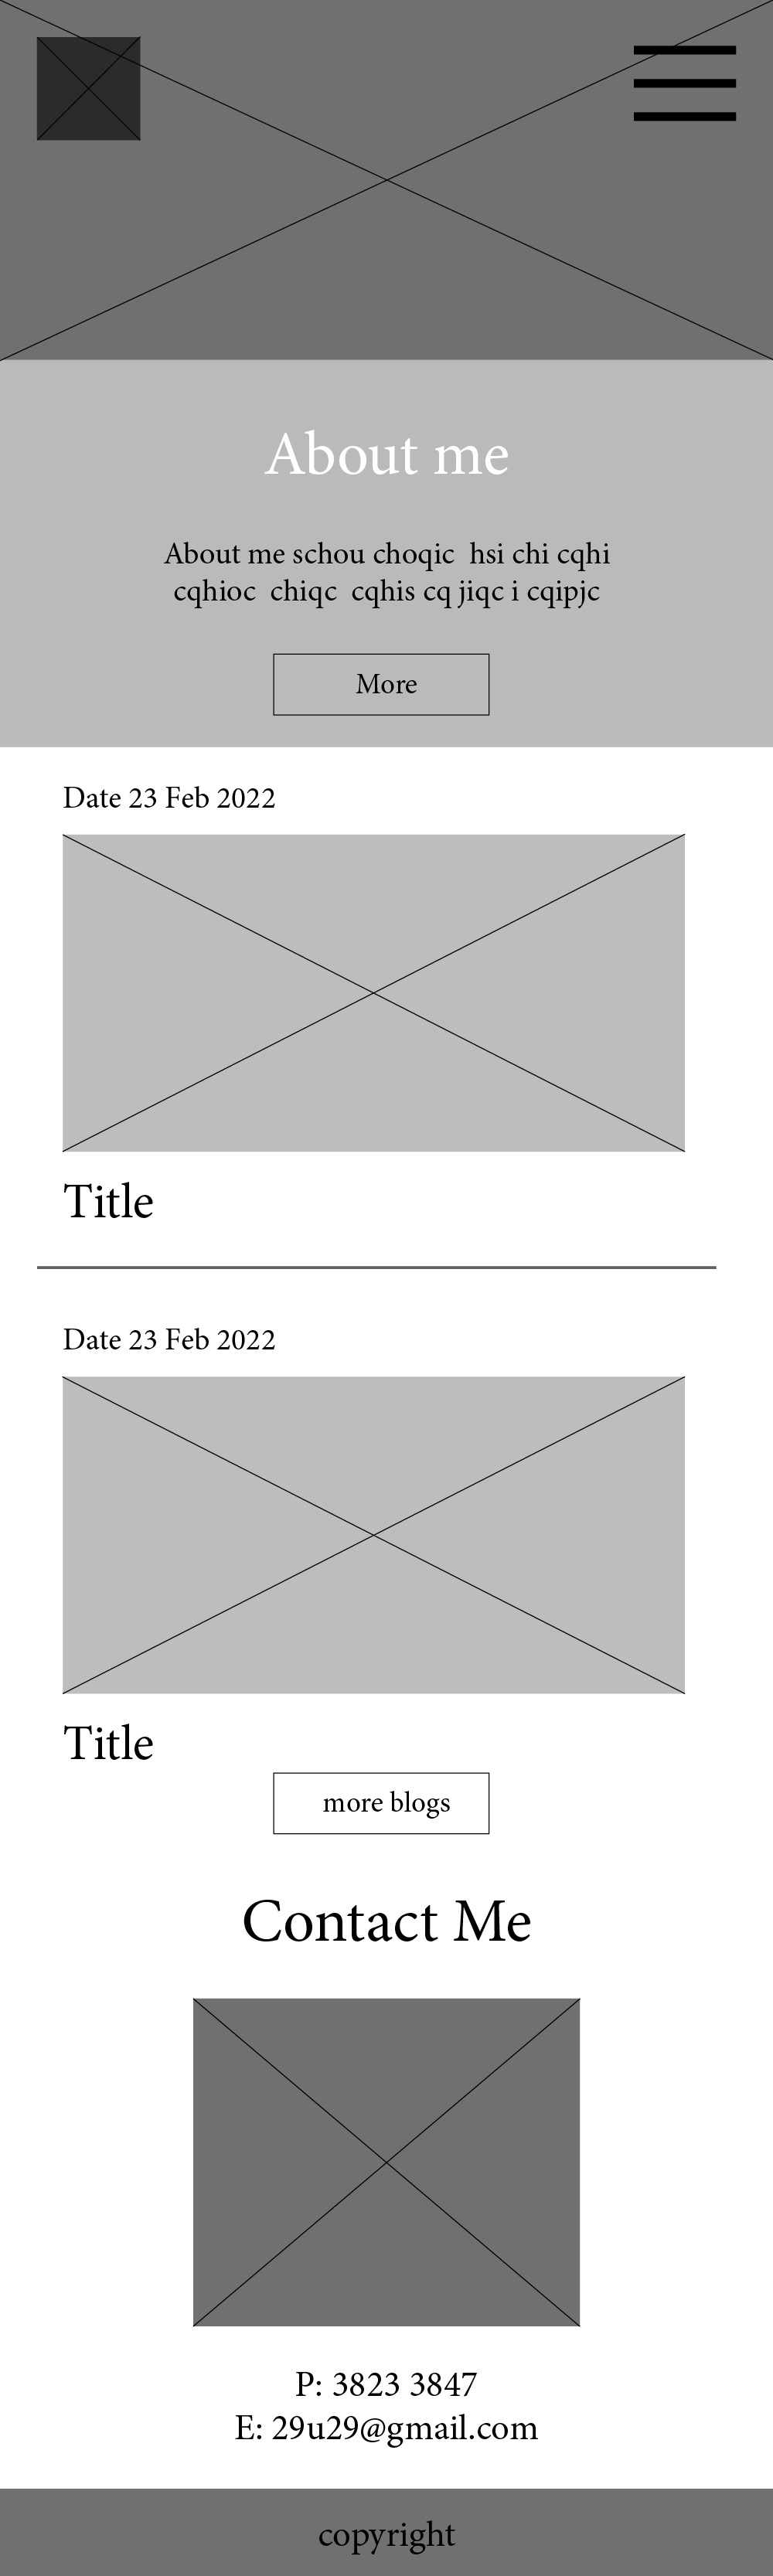 About me
About me schou choqic  hsi chi cqhi
cqhioc  chiqc  cqhis cq jiqc i cqipjc
More
Date 23 Feb 2022
Title
Date 23 Feb 2022
Title
more blogs
Contact Me
P: 3823 3847
E: 29u29@gmail.com
copyright